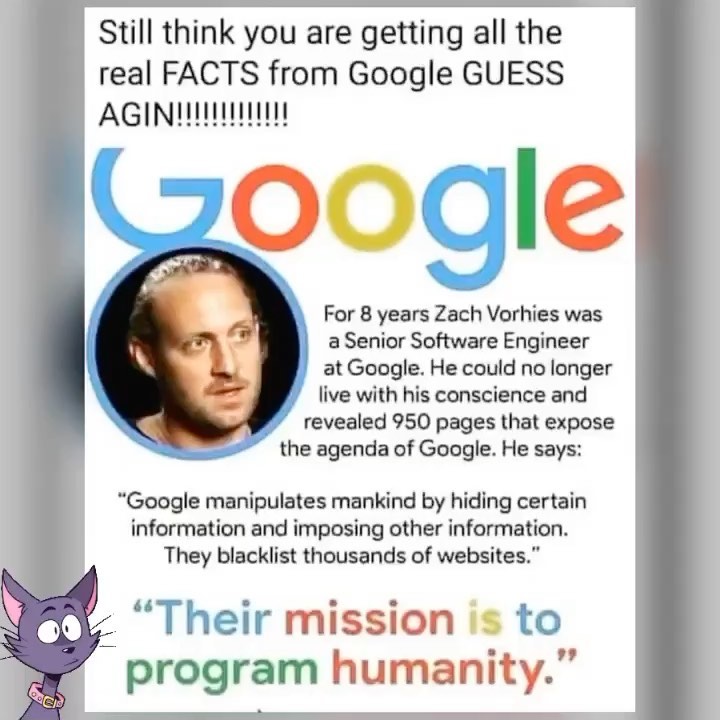 Still think you are getting all the
real FACTS from Google GUESS
AGIN!!!!!!!!!!!!!!
Google
For 8 years Zach Vorhies was
a Senior Software Engineer
at Google. He could no longer
live with his conscience and
revealed 950 pages that expose
the agenda of Google. He says:
“Google manipulates mankind by hiding certain
information and imposing other information.
They blacklist thousands of websites.”
“Their mission is to
program humanity.”